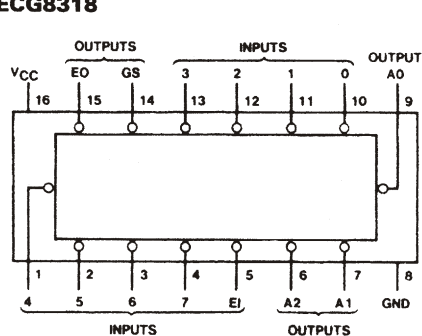 ECG8318
OUTPUTS INPUTS OUTPUT
VCC EO GS 3 2 1 0 A0
16 15 14 13 12 11 10 9
1 2 3 4 5 6 7 8
4 5 6 7 EI A2 A1 GND
INPUTS OUTPUTS